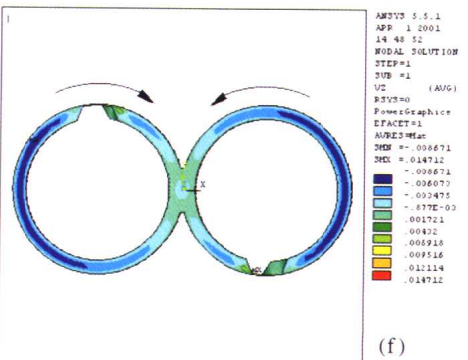 ANSYS 5.5.1
APR 1 2001
14 48 52
NODAL SOLUTION
STEP=1
SUB =1
UZ (AVG)
RSYS=0
PowerGraphics
EFACET=1
AVRES=Mat
SMN =-.008671
SMX =.014712
-.008671
-.006073
-.003475
-.877E-03
.001721
.00432
.006918
.009516
.012114
.014712
X
MX
(f)